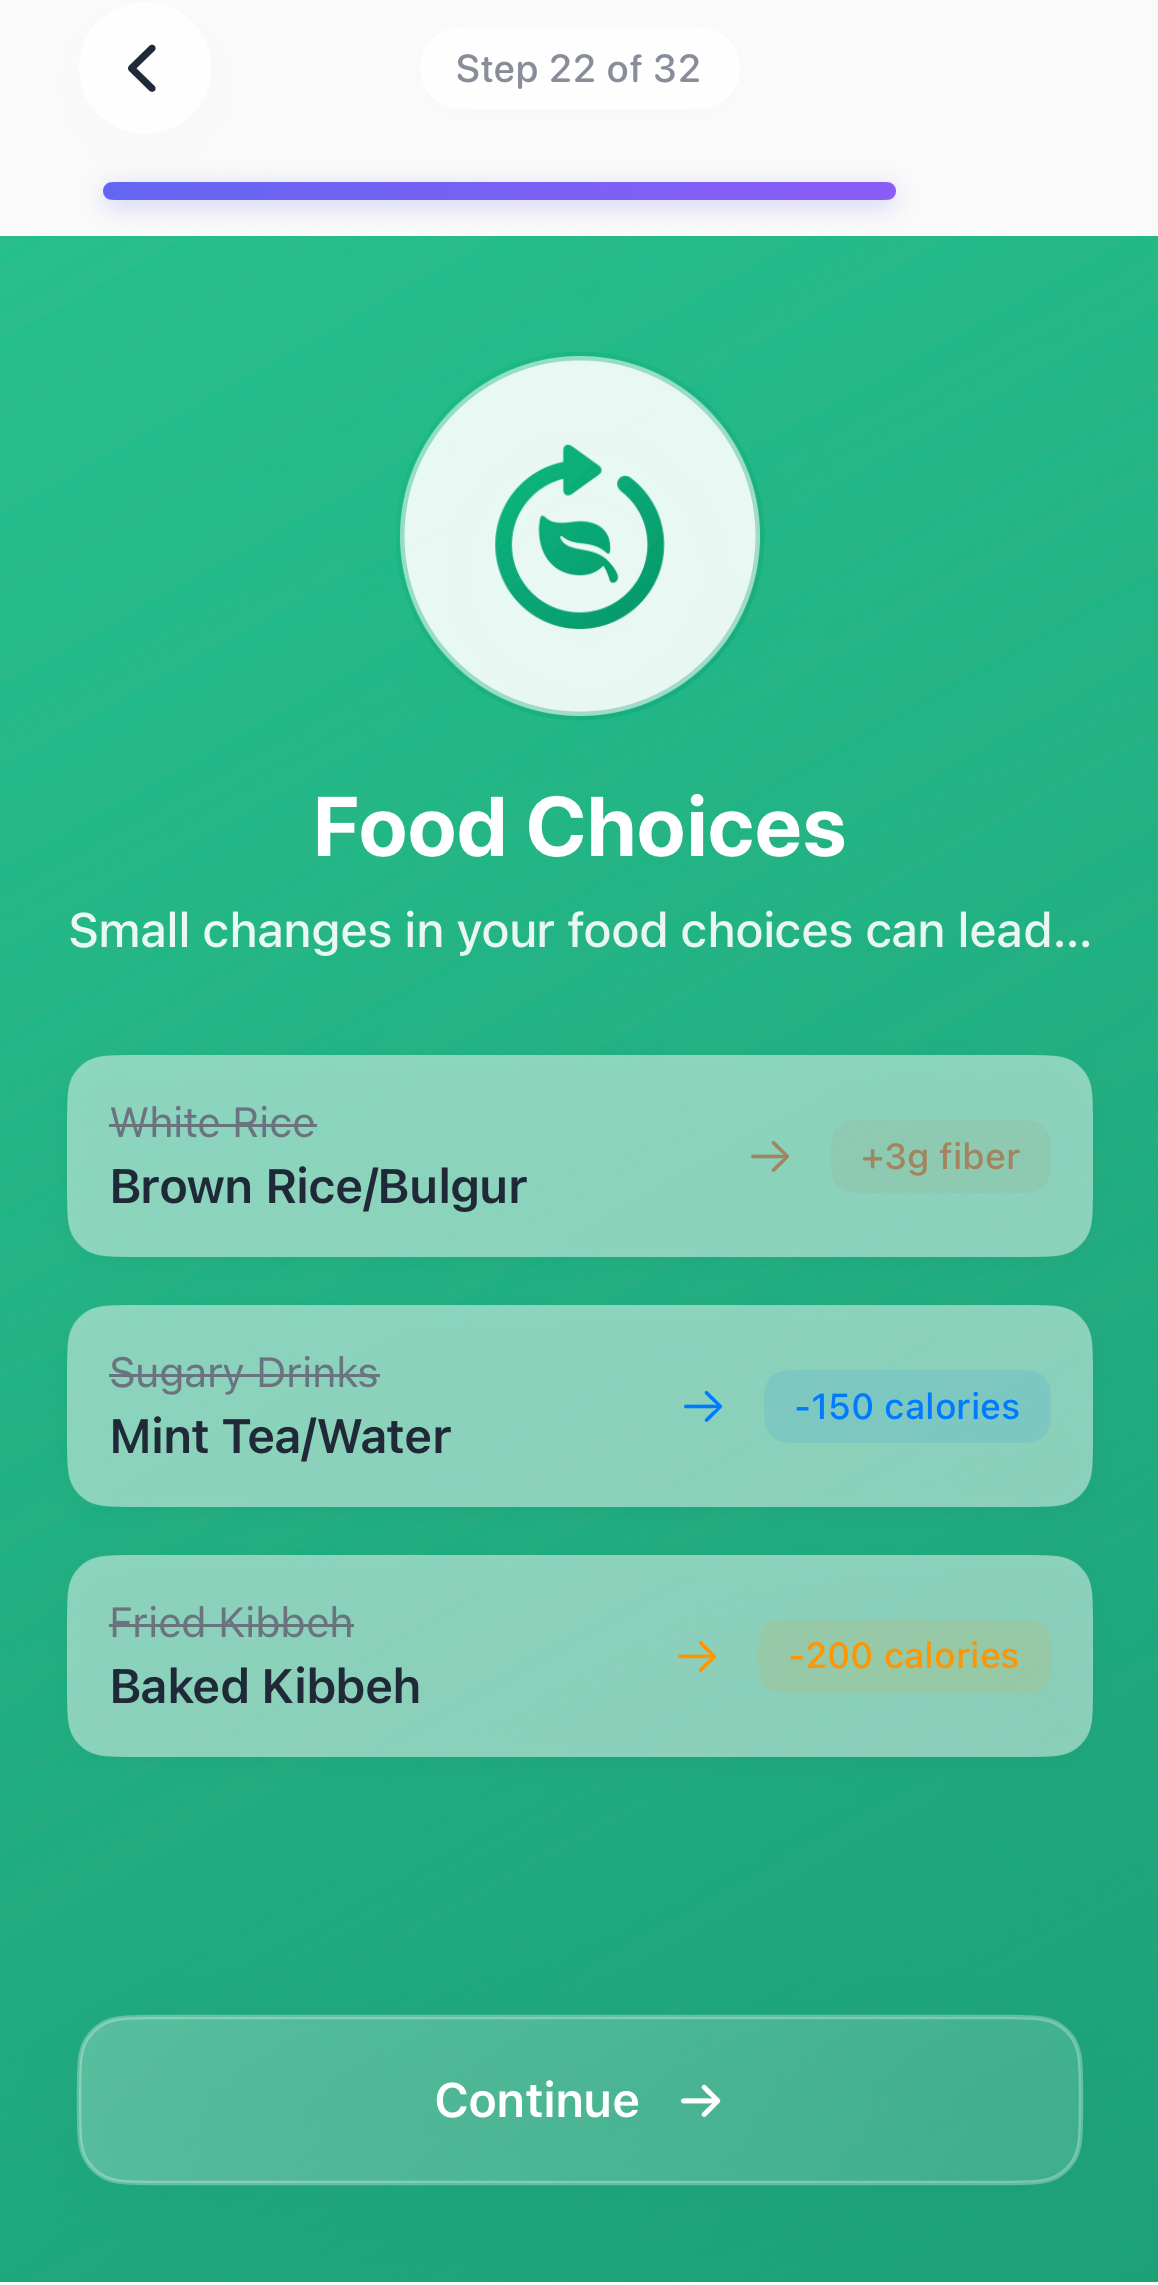 Step 22 of 32
Food Choices
Small changes in your food choices can lead...
White Rice
Brown Rice/Bulgur
+3g fiber
Sugary Drinks
Mint Tea/Water
-150 calories
Fried Kibbeh
Baked Kibbeh
-200 calories
Continue